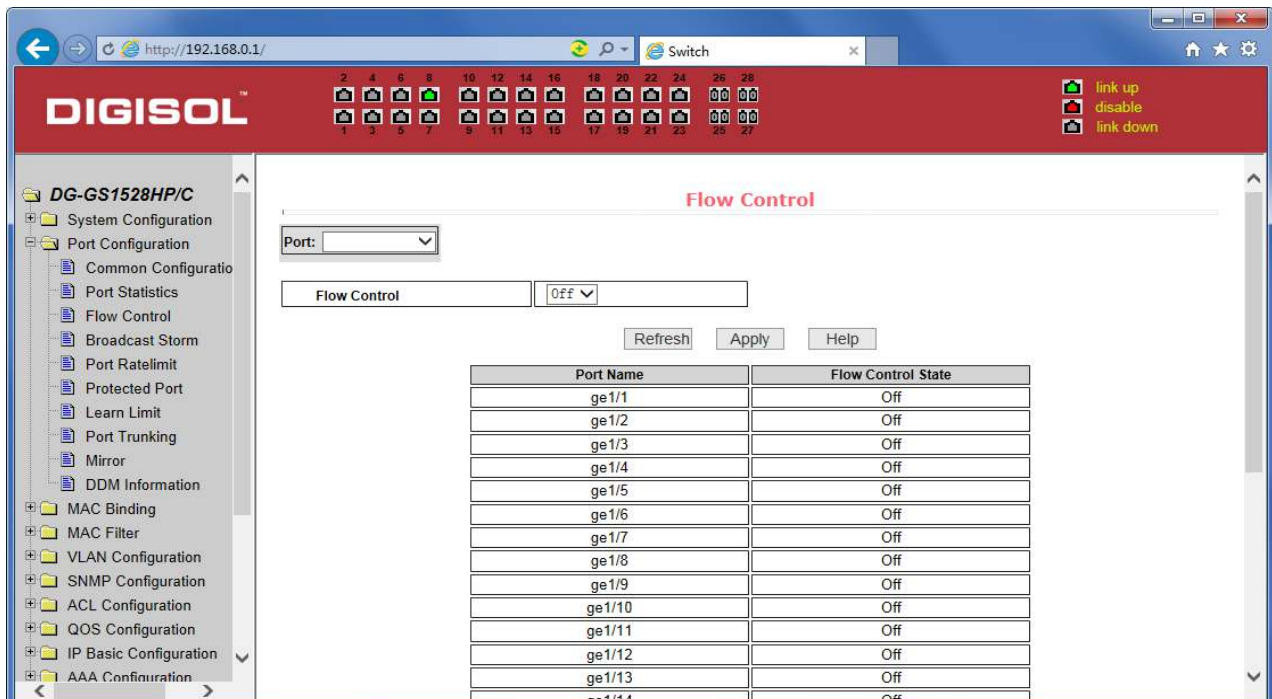 http://192.168.0.1/
Switch
DIGISOL™
2 4 6 8 10 12 14 16 18 20 22 24 26 28
1 3 5 7 9 11 13 15 17 19 21 23 25 27
link up
disable
link down
DG-GS1528HP/C
System Configuration
Port Configuration
Common Configuratio
Port Statistics
Flow Control
Broadcast Storm
Port Ratelimit
Protected Port
Learn Limit
Port Trunking
Mirror
DDM Information
MAC Binding
MAC Filter
VLAN Configuration
SNMP Configuration
ACL Configuration
QOS Configuration
IP Basic Configuration
AAA Configuration
Flow Control
Port:
Flow Control Off
Refresh Apply Help
Port Name Flow Control State
ge1/1 Off
ge1/2 Off
ge1/3 Off
ge1/4 Off
ge1/5 Off
ge1/6 Off
ge1/7 Off
ge1/8 Off
ge1/9 Off
ge1/10 Off
ge1/11 Off
ge1/12 Off
ge1/13 Off
ge1/14 Off